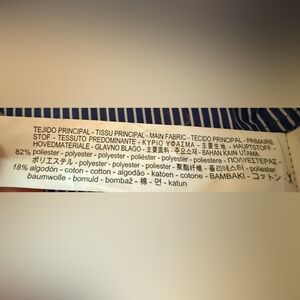 TEJIDO PRINCIPAL - TISSU PRINCIPAL - MAIN FABRIC - TECIDO PRINCIPAL - PRIMAIRE
STOF - TESSUTO PREDOMINANTE - ΚΥΡΙΟ ΥΦΑΣΜΑ - 主要生地 - HAUPTSTOFF -
HOVEDMATERIALE - GLAVNO BLAGO - 主要面料 - 주요소재 - BAHAN KAIN UTAMA
82% poliester - polyester - polyester - poliéster - polyester - poliestere - ΠΟΛΥΕΣΤΕΡΑΣ -
ポリエステル - polyester - polyester - poliester - 聚酯纤维 - 폴리에스터 - poliester
18% algodón - coton - cotton - algodão - katoen - cotone - ΒΑΜΒΑΚΙ - コットン
baumwolle - bomuld - bombaž - 棉 - 면 - katun